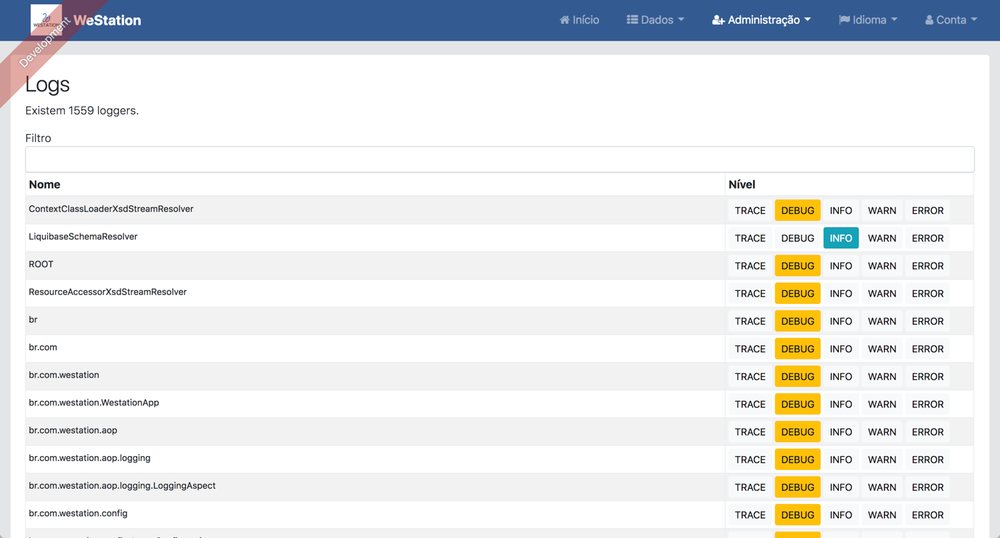 WESTATION
WeStation
Início
Dados
Administração
Idioma
Conta
Development
Logs
Existem 1559 loggers.
Filtro
Nome Nível
ContextClassLoaderXsdStreamResolver TRACE DEBUG INFO WARN ERROR
LiquibaseSchemaResolver TRACE DEBUG INFO WARN ERROR
ROOT TRACE DEBUG INFO WARN ERROR
ResourceAccessorXsdStreamResolver TRACE DEBUG INFO WARN ERROR
br TRACE DEBUG INFO WARN ERROR
br.com TRACE DEBUG INFO WARN ERROR
br.com.westation TRACE DEBUG INFO WARN ERROR
br.com.westation.WestationApp TRACE DEBUG INFO WARN ERROR
br.com.westation.aop TRACE DEBUG INFO WARN ERROR
br.com.westation.aop.logging TRACE DEBUG INFO WARN ERROR
br.com.westation.aop.logging.LoggingAspect TRACE DEBUG INFO WARN ERROR
br.com.westation.config TRACE DEBUG INFO WARN ERROR